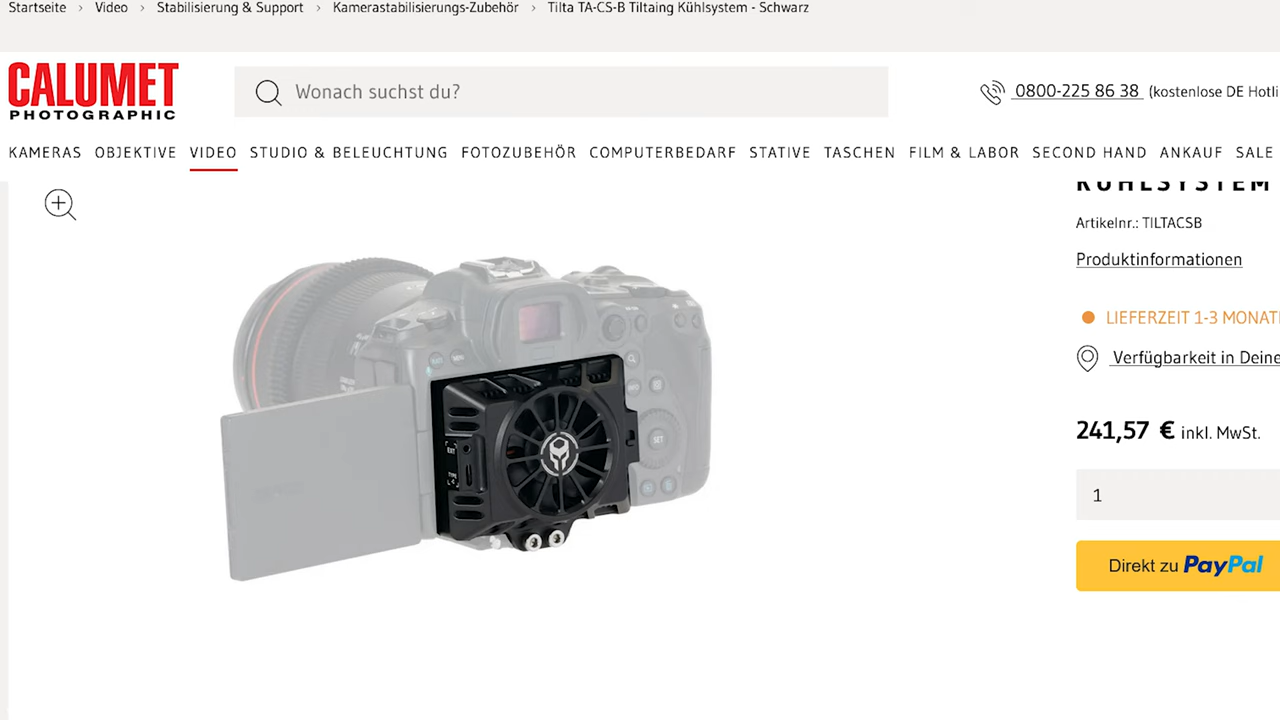 Startseite › Video › Stabilisierung & Support › Kamerastabilisierungs-Zubehör › Tilta TA-CS-B Tiltaing Kühlsystem - Schwarz
CALUMET
PHOTOGRAPHIC
Wonach suchst du?
0800-225 86 38 (kostenlose DE Hotli
KAMERAS OBJEKTIVE VIDEO STUDIO & BELEUCHTUNG FOTOZUBEHÖR COMPUTERBEDARF STATIVE TASCHEN FILM & LABOR SECOND HAND ANKAUF SALE
KÜHLSYSTEM
Artikelnr.: TILTACSB
Produktinformationen
LIEFERZEIT 1-3 MONAT
Verfügbarkeit in Deine
SET
241,57 € inkl. MwSt.
1
Direkt zu PayPal